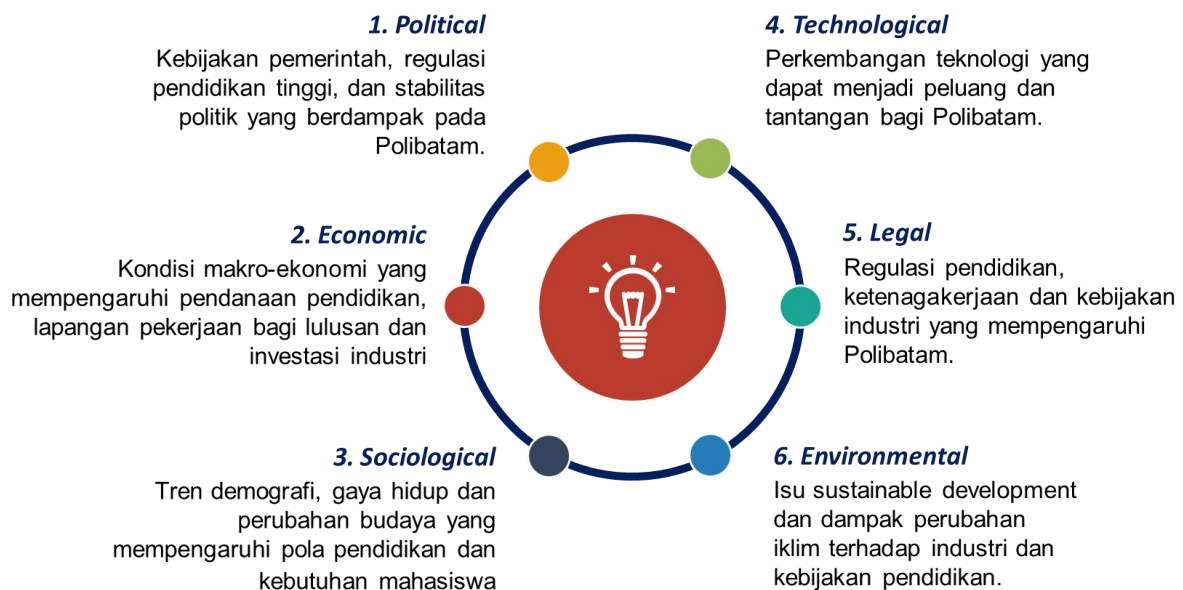 1. Political
Kebijakan pemerintah, regulasi
pendidikan tinggi, dan stabilitas
politik yang berdampak pada
Polibatam.
2. Economic
Kondisi makro-ekonomi yang
mempengaruhi pendanaan pendidikan,
lapangan pekerjaan bagi lulusan dan
investasi industri
3. Sociological
Tren demografi, gaya hidup dan
perubahan budaya yang
mempengaruhi pola pendidikan dan
kebutuhan mahasiswa
4. Technological
Perkembangan teknologi yang
dapat menjadi peluang dan
tantangan bagi Polibatam.
5. Legal
Regulasi pendidikan,
ketenagakerjaan dan kebijakan
industri yang mempengaruhi
Polibatam.
6. Environmental
Isu sustainable development
dan dampak perubahan
iklim terhadap industri dan
kebijakan pendidikan.